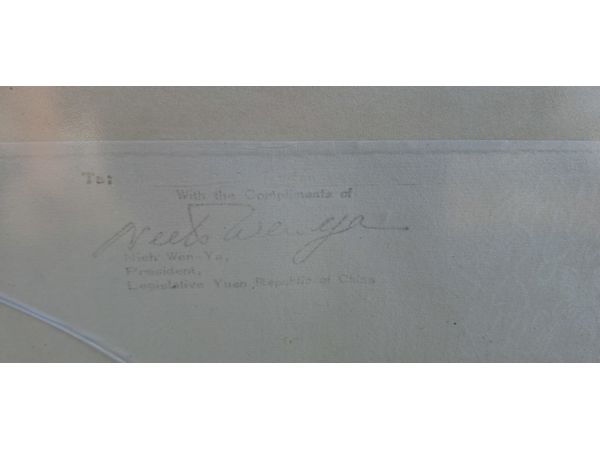 To:
With the Compliments of
Nieh Wen-ya
Nieh Wen-Ya,
President,
Legislative Yuan, Republic of China